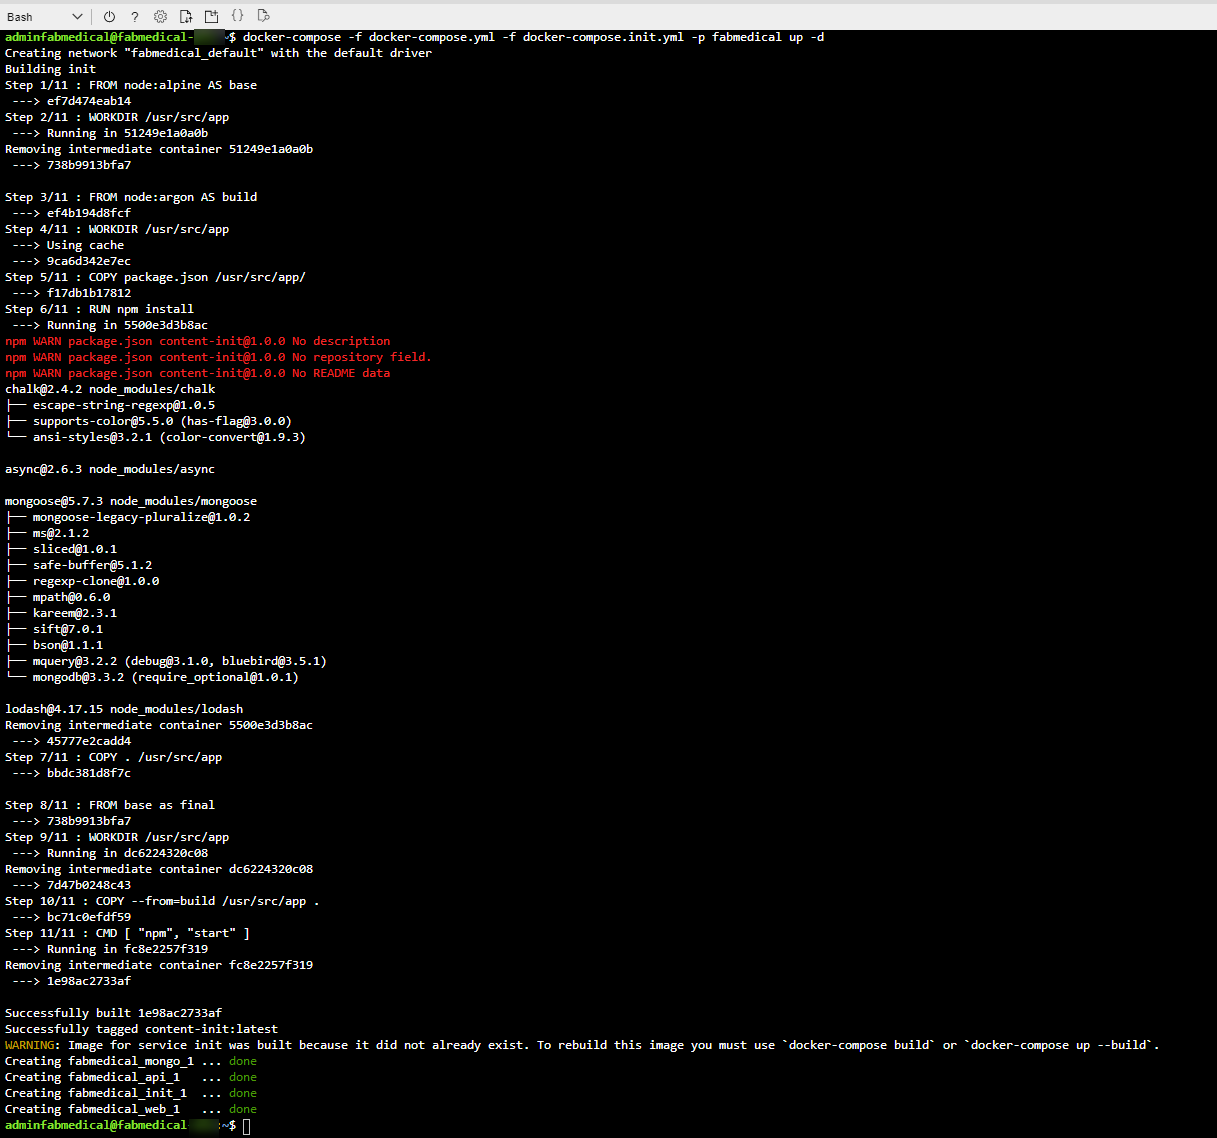 Bash
adminfabmedical@fabmedical- ~$ docker-compose -f docker-compose.yml -f docker-compose.init.yml -p fabmedical up -d
Creating network "fabmedical_default" with the default driver
Building init
Step 1/11 : FROM node:alpine AS base
 ---> ef7d474eab14
Step 2/11 : WORKDIR /usr/src/app
 ---> Running in 51249e1a0a0b
Removing intermediate container 51249e1a0a0b
 ---> 738b9913bfa7
Step 3/11 : FROM node:argon AS build
 ---> ef4b194d8fcf
Step 4/11 : WORKDIR /usr/src/app
 ---> Using cache
 ---> 9ca6d342e7ec
Step 5/11 : COPY package.json /usr/src/app/
 ---> f17db1b17812
Step 6/11 : RUN npm install
 ---> Running in 5500e3d3b8ac
npm WARN package.json content-init@1.0.0 No description
npm WARN package.json content-init@1.0.0 No repository field.
npm WARN package.json content-init@1.0.0 No README data
chalk@2.4.2 node_modules/chalk
├── escape-string-regexp@1.0.5
├── supports-color@5.5.0 (has-flag@3.0.0)
└── ansi-styles@3.2.1 (color-convert@1.9.3)
async@2.6.3 node_modules/async
mongoose@5.7.3 node_modules/mongoose
├── mongoose-legacy-pluralize@1.0.2
├── ms@2.1.2
├── sliced@1.0.1
├── safe-buffer@5.1.2
├── regexp-clone@1.0.0
├── mpath@0.6.0
├── kareem@2.3.1
├── sift@7.0.1
├── bson@1.1.1
├── mquery@3.2.2 (debug@3.1.0, bluebird@3.5.1)
└── mongodb@3.3.2 (require_optional@1.0.1)
lodash@4.17.15 node_modules/lodash
Removing intermediate container 5500e3d3b8ac
 ---> 45777e2cadd4
Step 7/11 : COPY . /usr/src/app
 ---> bbdc381d8f7c
Step 8/11 : FROM base as final
 ---> 738b9913bfa7
Step 9/11 : WORKDIR /usr/src/app
 ---> Running in dc6224320c08
Removing intermediate container dc6224320c08
 ---> 7d47b0248c43
Step 10/11 : COPY --from=build /usr/src/app .
 ---> bc71c0efdf59
Step 11/11 : CMD [ "npm", "start" ]
 ---> Running in fc8e2257f319
Removing intermediate container fc8e2257f319
 ---> 1e98ac2733af
Successfully built 1e98ac2733af
Successfully tagged content-init:latest
WARNING: Image for service init was built because it did not already exist. To rebuild this image you must use `docker-compose build` or `docker-compose up --build`.
Creating fabmedical_mongo_1 ... done
Creating fabmedical_api_1   ... done
Creating fabmedical_init_1  ... done
Creating fabmedical_web_1   ... done
adminfabmedical@fabmedical- :~$